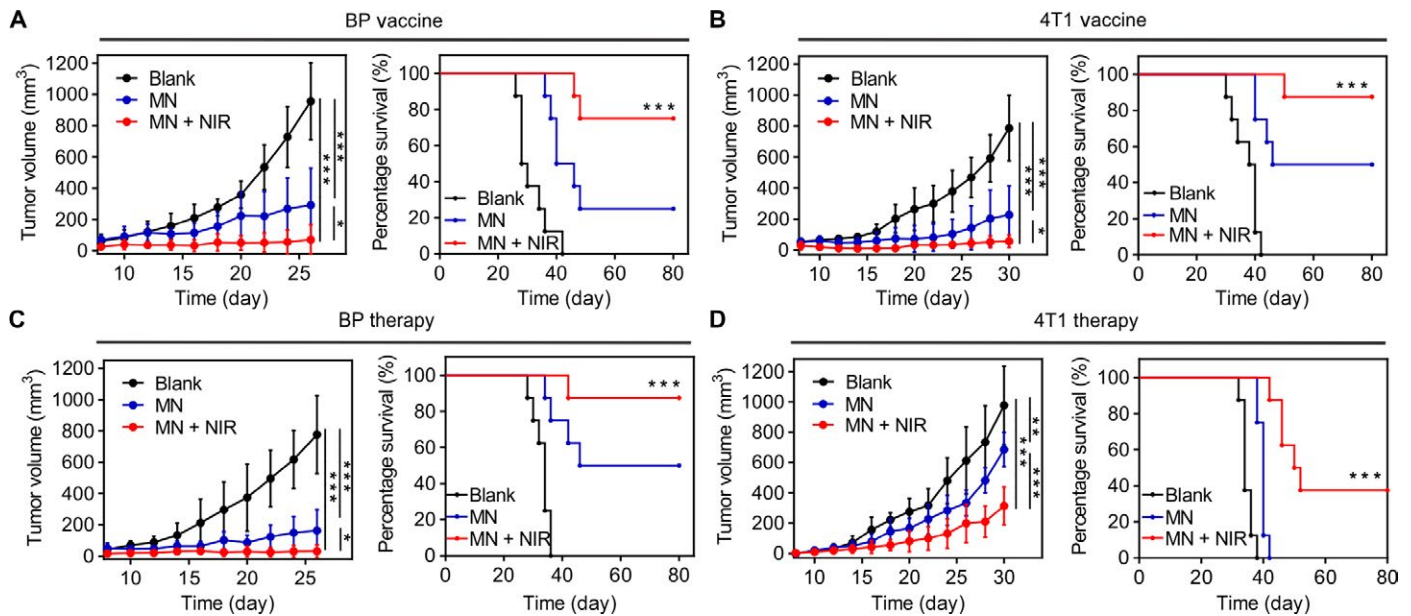 A
BP vaccine
Tumor volume (mm³)
1200
1000
800
600
400
200
0
Blank
MN
MN + NIR
***
***
*
10
15
20
25
Time (day)
Percentage survival (%)
100
80
60
40
20
0
***
Blank
MN
MN + NIR
0
20
40
60
80
Time (day)
B
4T1 vaccine
Tumor volume (mm³)
1200
1000
800
600
400
200
0
Blank
MN
MN + NIR
***
***
*
10
15
20
25
30
Time (day)
Percentage survival (%)
100
80
60
40
20
0
***
Blank
MN
MN + NIR
0
20
40
60
80
Time (day)
C
BP therapy
Tumor volume (mm³)
1200
1000
800
600
400
200
0
Blank
MN
MN + NIR
***
***
*
10
15
20
25
Time (day)
Percentage survival (%)
100
80
60
40
20
0
***
Blank
MN
MN + NIR
0
20
40
60
80
Time (day)
D
4T1 therapy
Tumor volume (mm³)
1200
1000
800
600
400
200
0
Blank
MN
MN + NIR
***
**
***
10
15
20
25
30
Time (day)
Percentage survival (%)
100
80
60
40
20
0
***
Blank
MN
MN + NIR
0
20
40
60
80
Time (day)